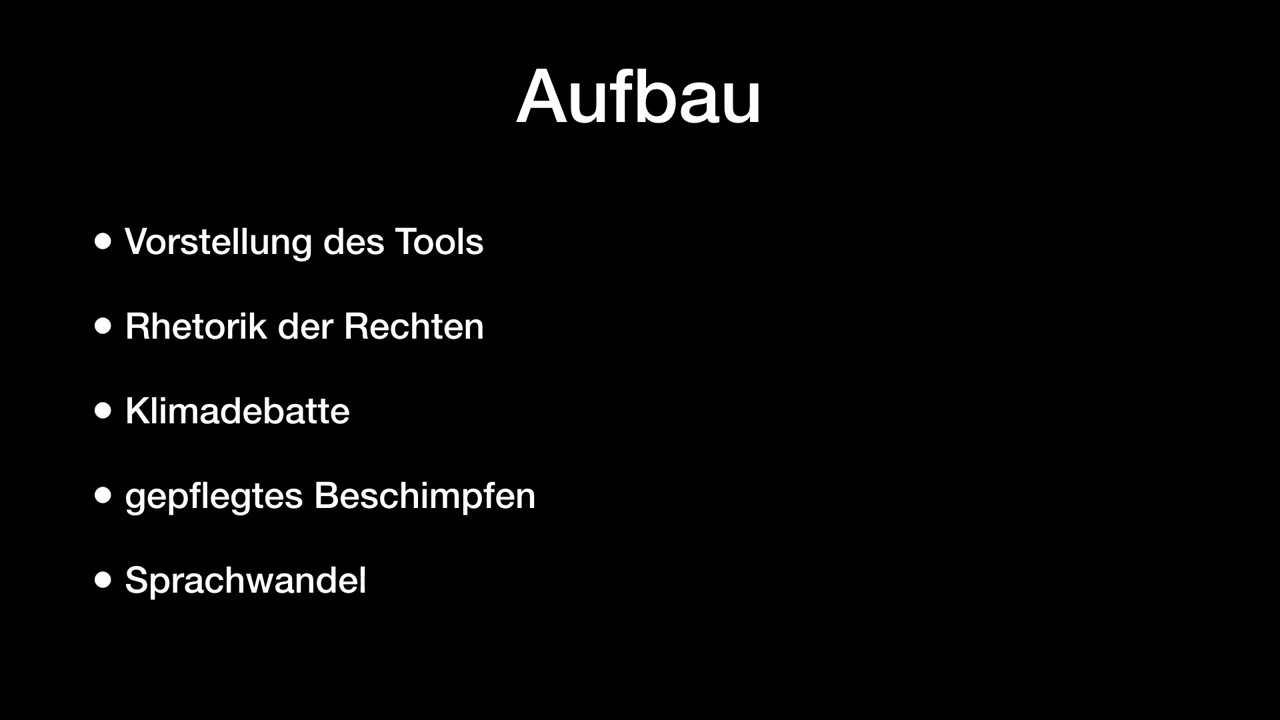 Aufbau
• Vorstellung des Tools
• Rhetorik der Rechten
• Klimadebatte
• gepflegtes Beschimpfen
• Sprachwandel